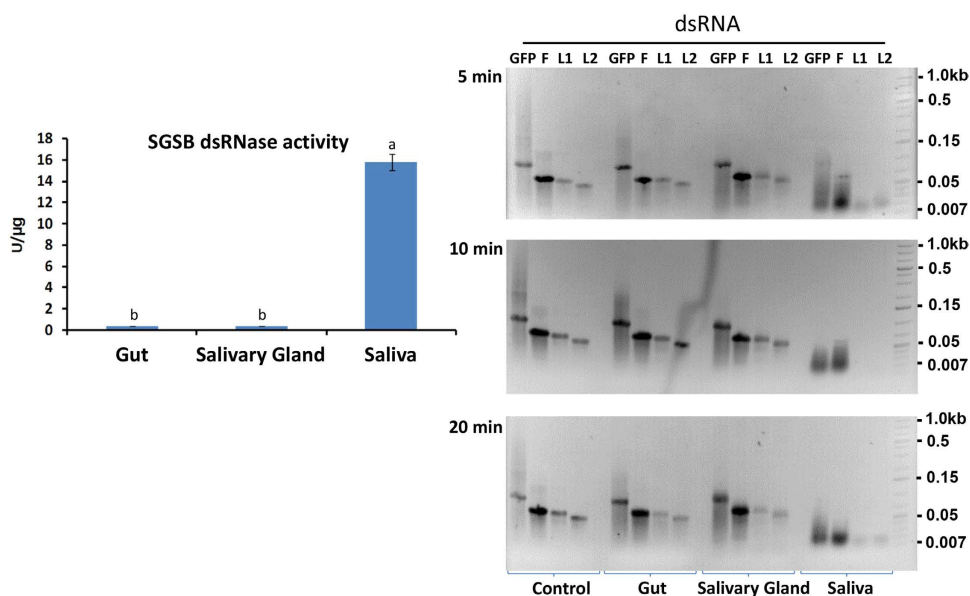 SGSB dsRNase activity
U/µg
18
16
14
12
10
8
6
4
2
0
b
b
a
Gut Salivary Gland Saliva
dsRNA
GFP F L1 L2 GFP F L1 L2 GFP F L1 L2 GFP F L1 L2
5 min
1.0kb
0.5
0.15
0.05
0.007
10 min
1.0kb
0.5
0.15
0.05
0.007
20 min
1.0kb
0.5
0.15
0.05
0.007
Control Gut Salivary Gland Saliva